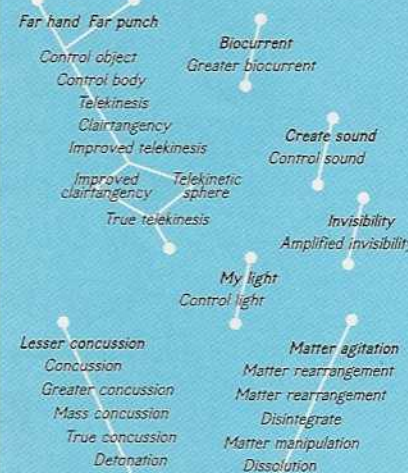 Far hand Far punch
Control object
Control body
Telekinesis
Clairtangency
Improved telekinesis
Improved clairtangency
Telekinetic sphere
True telekinesis
Biocurrent
Greater biocurrent
Create sound
Control sound
Invisibility
Amplified invisibility
My light
Control light
Lesser concussion
Concussion
Greater concussion
Mass concussion
True concussion
Detonation
Matter agitation
Matter rearrangement
Matter rearrangement
Disintegrate
Matter manipulation
Dissolution